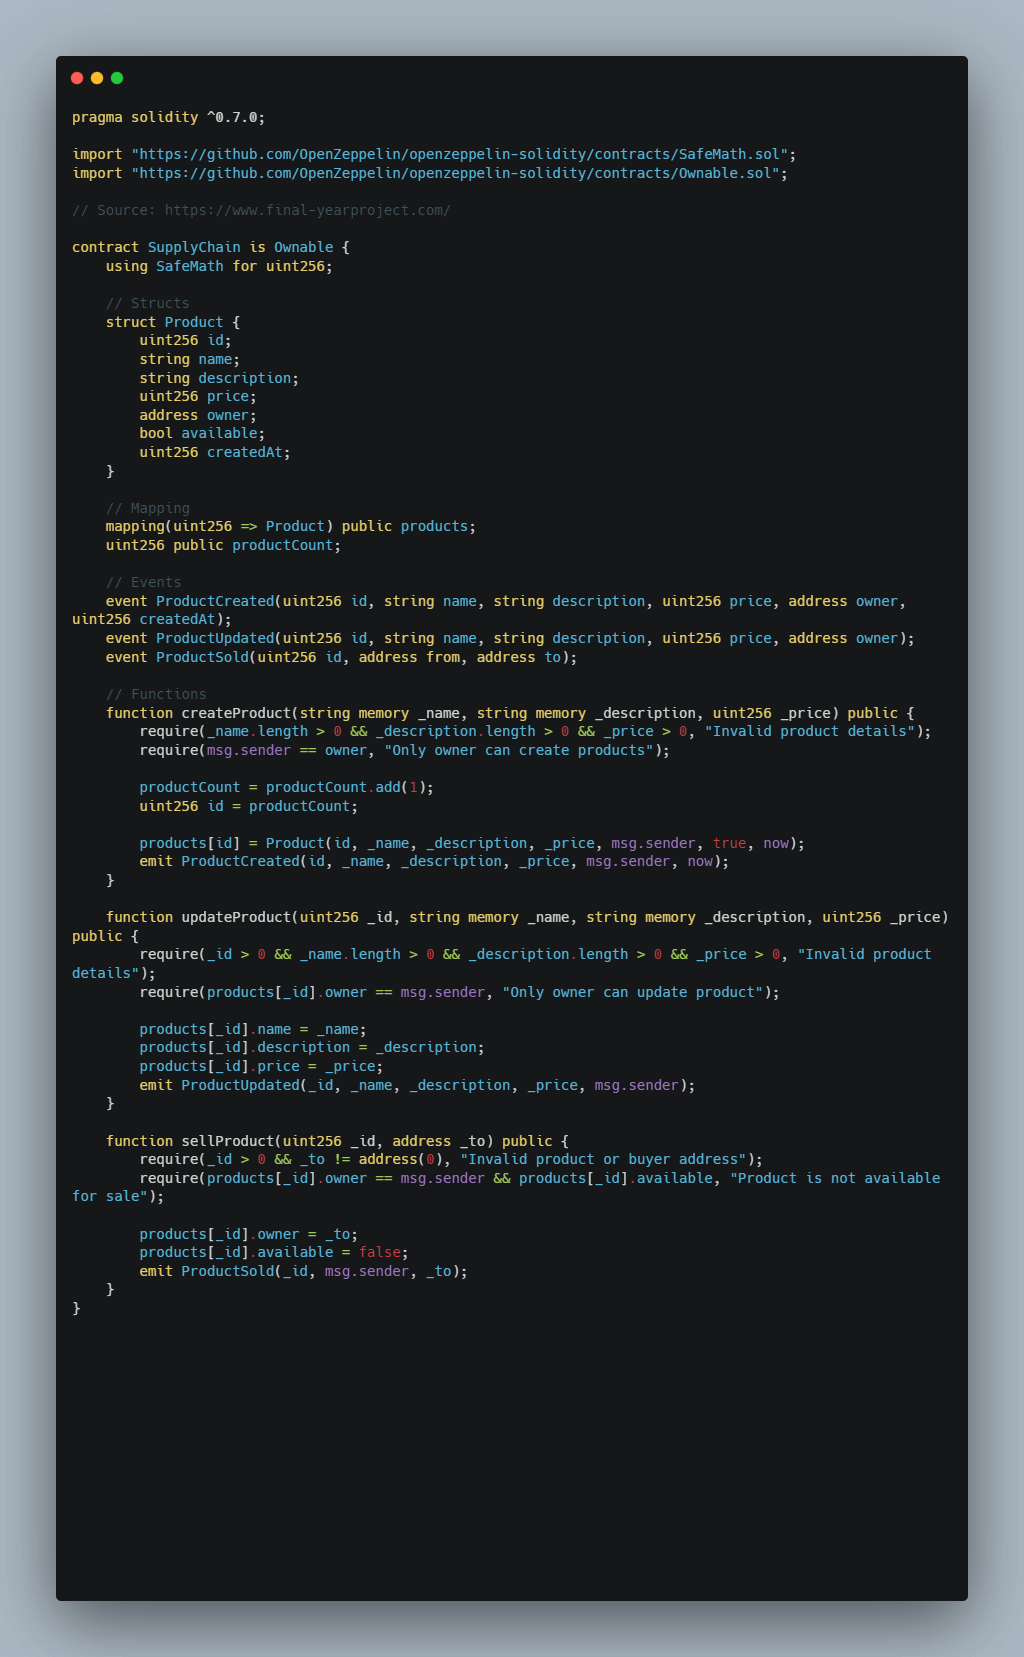 pragma solidity ^0.7.0;

import "https://github.com/OpenZeppelin/openzeppelin-solidity/contracts/SafeMath.sol";
import "https://github.com/OpenZeppelin/openzeppelin-solidity/contracts/Ownable.sol";

// Source: https://www.final-yearproject.com/

contract SupplyChain is Ownable {
    using SafeMath for uint256;

    // Structs
    struct Product {
        uint256 id;
        string name;
        string description;
        uint256 price;
        address owner;
        bool available;
        uint256 createdAt;
    }

    // Mapping
    mapping(uint256 => Product) public products;
    uint256 public productCount;

    // Events
    event ProductCreated(uint256 id, string name, string description, uint256 price, address owner,
uint256 createdAt);
    event ProductUpdated(uint256 id, string name, string description, uint256 price, address owner);
    event ProductSold(uint256 id, address from, address to);

    // Functions
    function createProduct(string memory _name, string memory _description, uint256 _price) public {
        require(_name.length > 0 && _description.length > 0 && _price > 0, "Invalid product details");
        require(msg.sender == owner, "Only owner can create products");

        productCount = productCount.add(1);
        uint256 id = productCount;

        products[id] = Product(id, _name, _description, _price, msg.sender, true, now);
        emit ProductCreated(id, _name, _description, _price, msg.sender, now);
    }

    function updateProduct(uint256 _id, string memory _name, string memory _description, uint256 _price)
public {
        require(_id > 0 && _name.length > 0 && _description.length > 0 && _price > 0, "Invalid product
details");
        require(products[_id].owner == msg.sender, "Only owner can update product");

        products[_id].name = _name;
        products[_id].description = _description;
        products[_id].price = _price;
        emit ProductUpdated(_id, _name, _description, _price, msg.sender);
    }

    function sellProduct(uint256 _id, address _to) public {
        require(_id > 0 && _to != address(0), "Invalid product or buyer address");
        require(products[_id].owner == msg.sender && products[_id].available, "Product is not available
for sale");

        products[_id].owner = _to;
        products[_id].available = false;
        emit ProductSold(_id, msg.sender, _to);
    }
}